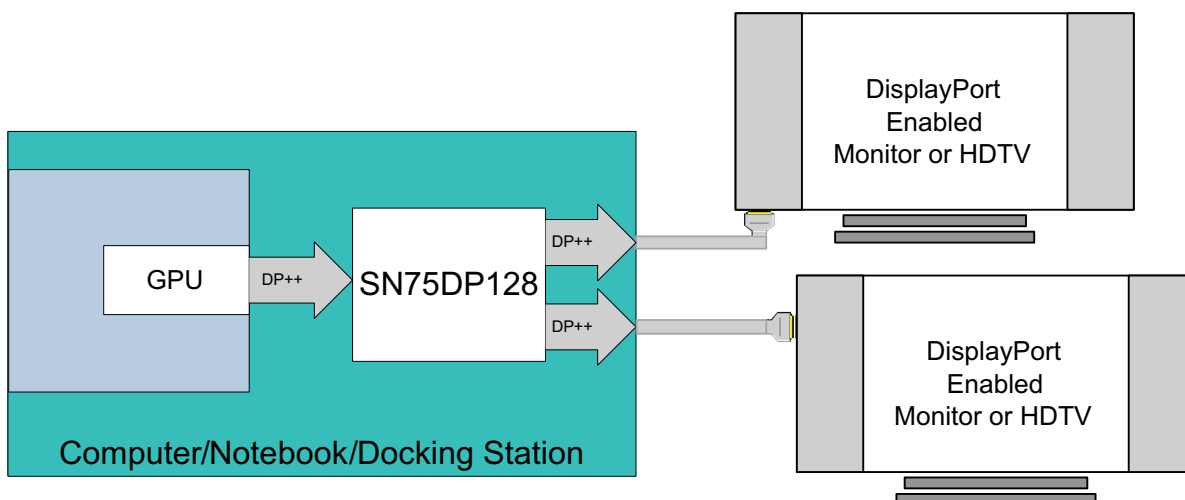 DisplayPort
Enabled
Monitor or HDTV
GPU
DP++
SN75DP128
DP++
DP++
DisplayPort
Enabled
Monitor or HDTV
Computer/Notebook/Docking Station